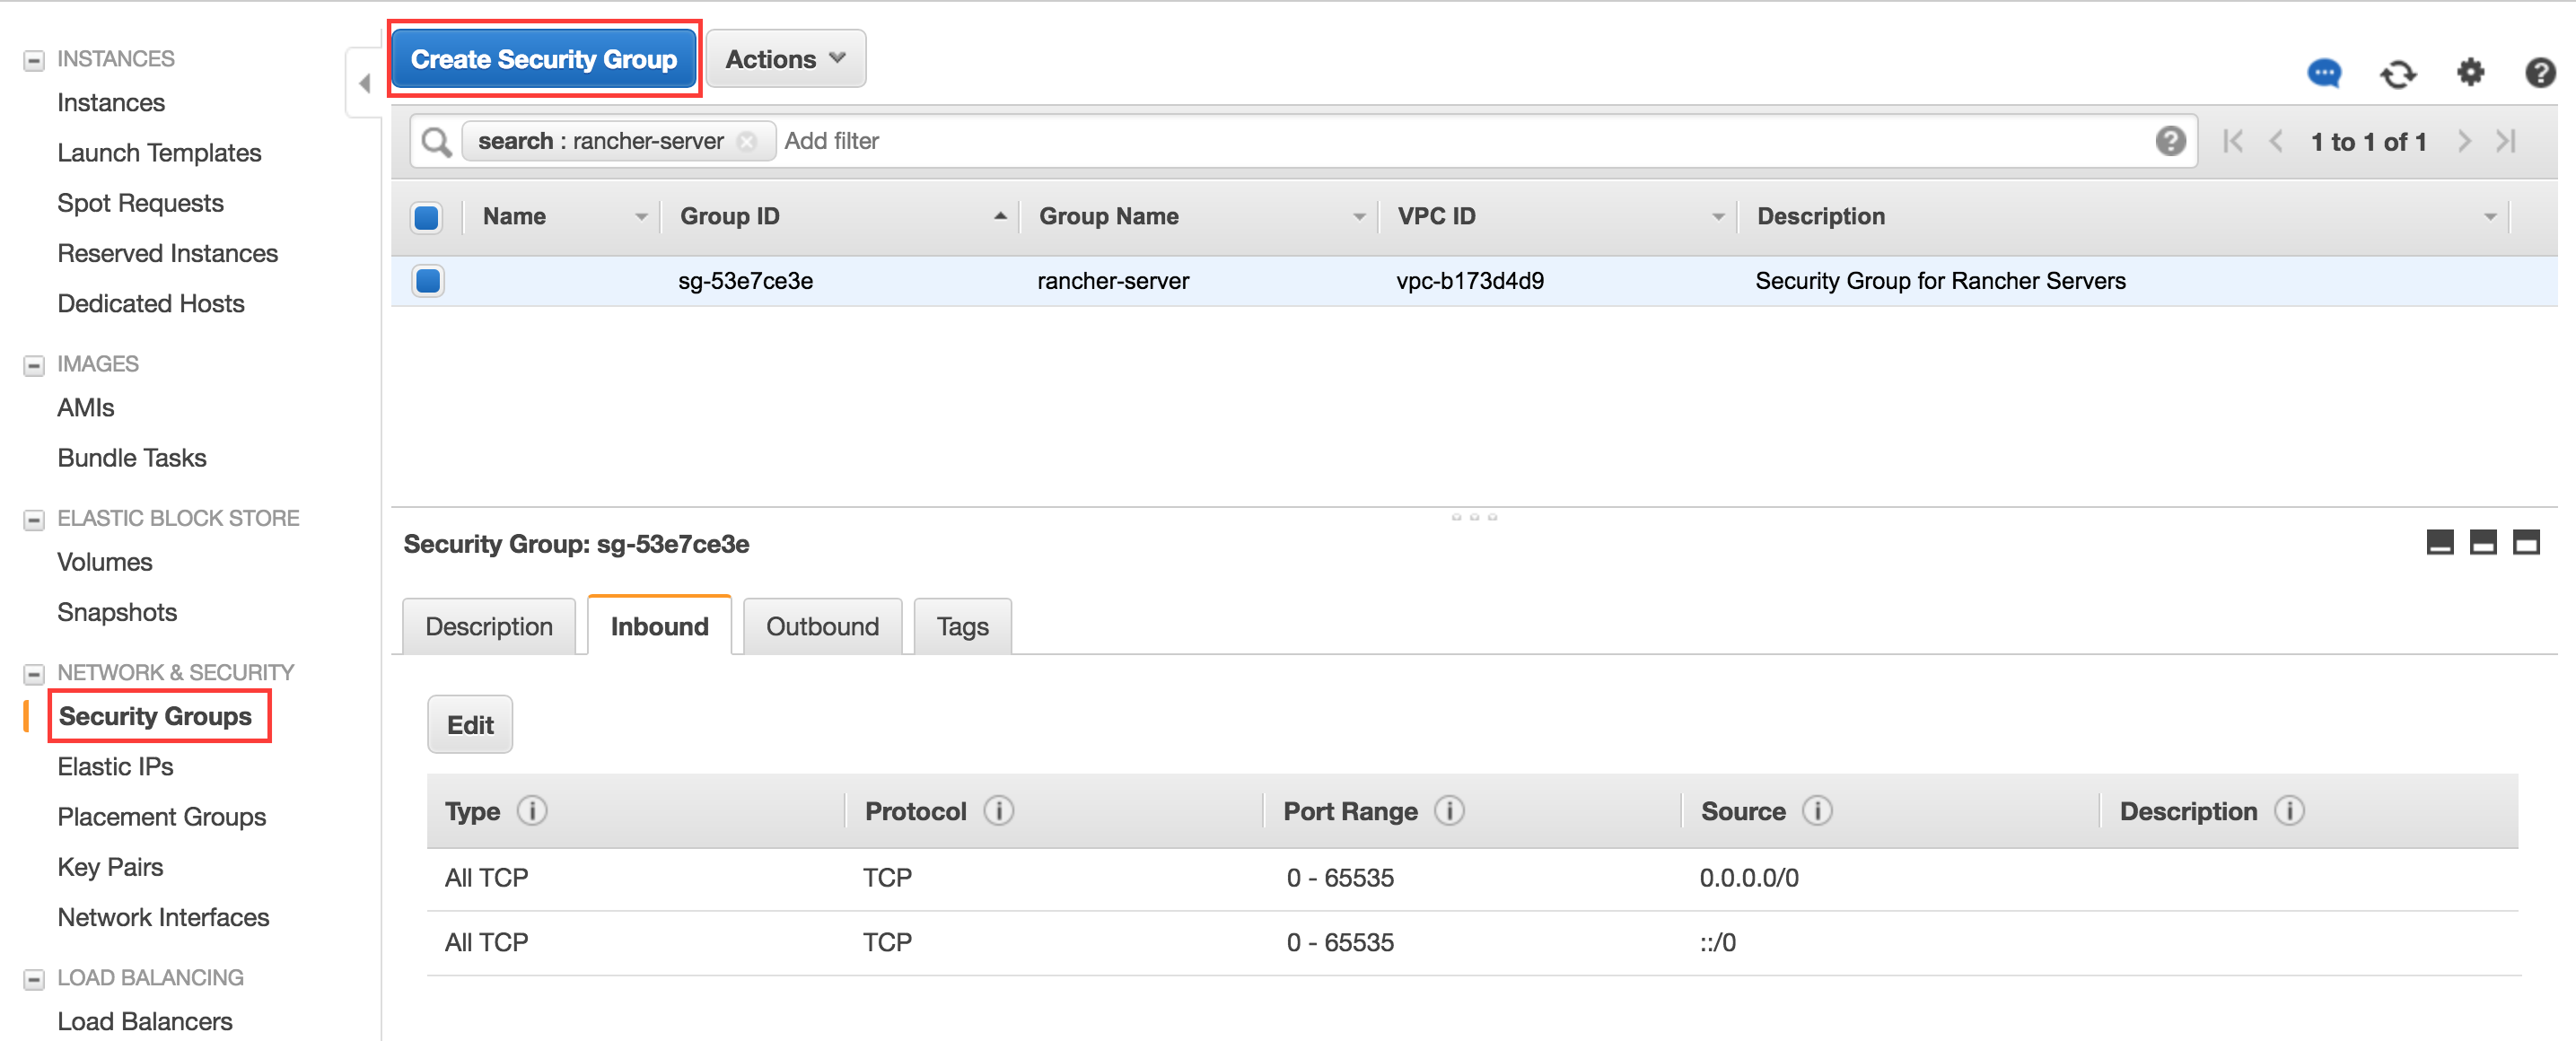 INSTANCES
Instances
Launch Templates
Spot Requests
Reserved Instances
Dedicated Hosts
IMAGES
AMIs
Bundle Tasks
ELASTIC BLOCK STORE
Volumes
Snapshots
NETWORK & SECURITY
Security Groups
Elastic IPs
Placement Groups
Key Pairs
Network Interfaces
LOAD BALANCING
Load Balancers
Create Security Group Actions
search : rancher-server Add filter 1 to 1 of 1
Name Group ID Group Name VPC ID Description
sg-53e7ce3e rancher-server vpc-b173d4d9 Security Group for Rancher Servers
Security Group: sg-53e7ce3e
Description Inbound Outbound Tags
Edit
Type Protocol Port Range Source Description
All TCP TCP 0 - 65535 0.0.0.0/0
All TCP TCP 0 - 65535 ::/0